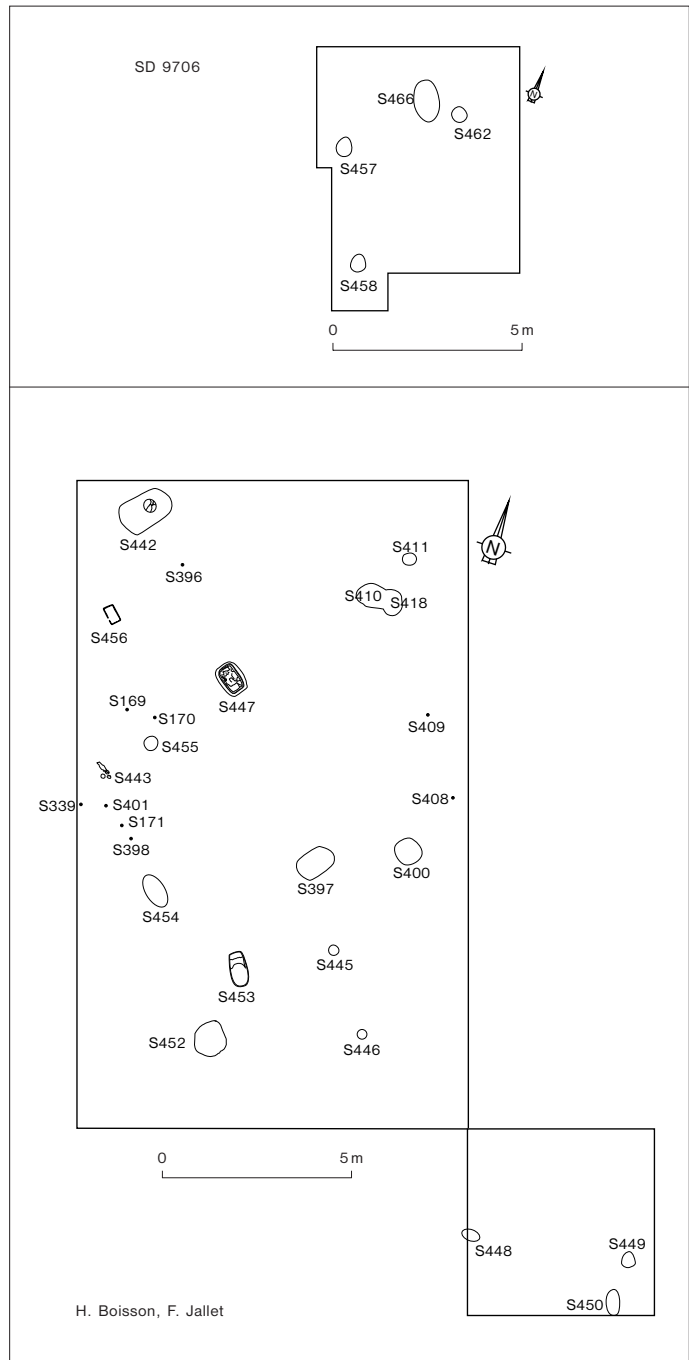 SD 9706
N
S466
S462
S457
S458
0 5 m
S442
N
S411
S396
S410
S418
S456
S447
S169
S170
S409
S455
S443
S339
S401
S408
S171
S398
S397
S400
S454
S445
S453
S452
S446
0 5 m
S448
S449
S450
H. Boisson, F. Jallet